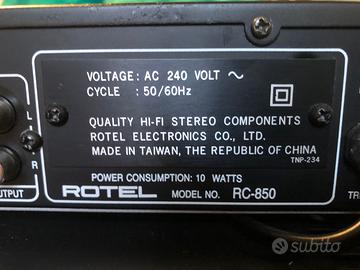 VOLTAGE: AC 240 VOLT ～
CYCLE : 50/60Hz
QUALITY HI-FI STEREO COMPONENTS
ROTEL ELECTRONICS CO., LTD.
MADE IN TAIWAN, THE REPUBLIC OF CHINA
TNP-234
L
R
OUTPUT
POWER CONSUMPTION: 10 WATTS
ROTEL MODEL NO. RC-850
subito